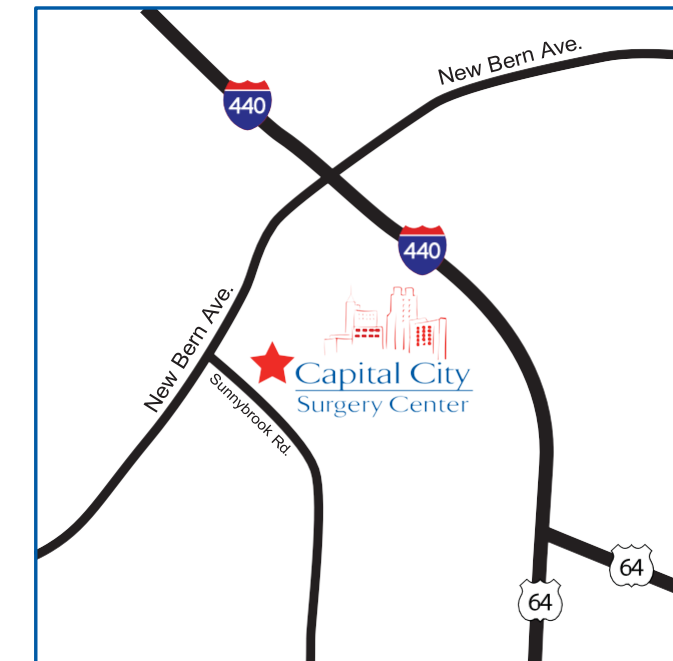 New Bern Ave.
440
440
New Bern Ave.
Capital City
Surgery Center
Sunnybrook Rd.
64
64